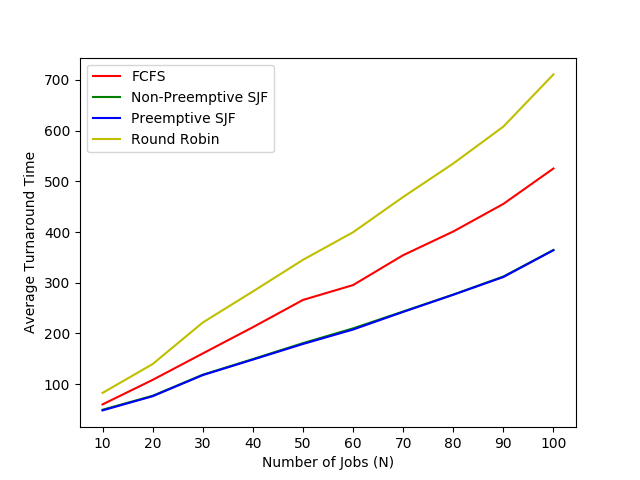 FCFS
Non-Preemptive SJF
Preemptive SJF
Round Robin
700
600
500
400
300
200
100
Average Turnaround Time
10 20 30 40 50 60 70 80 90 100
Number of Jobs (N)